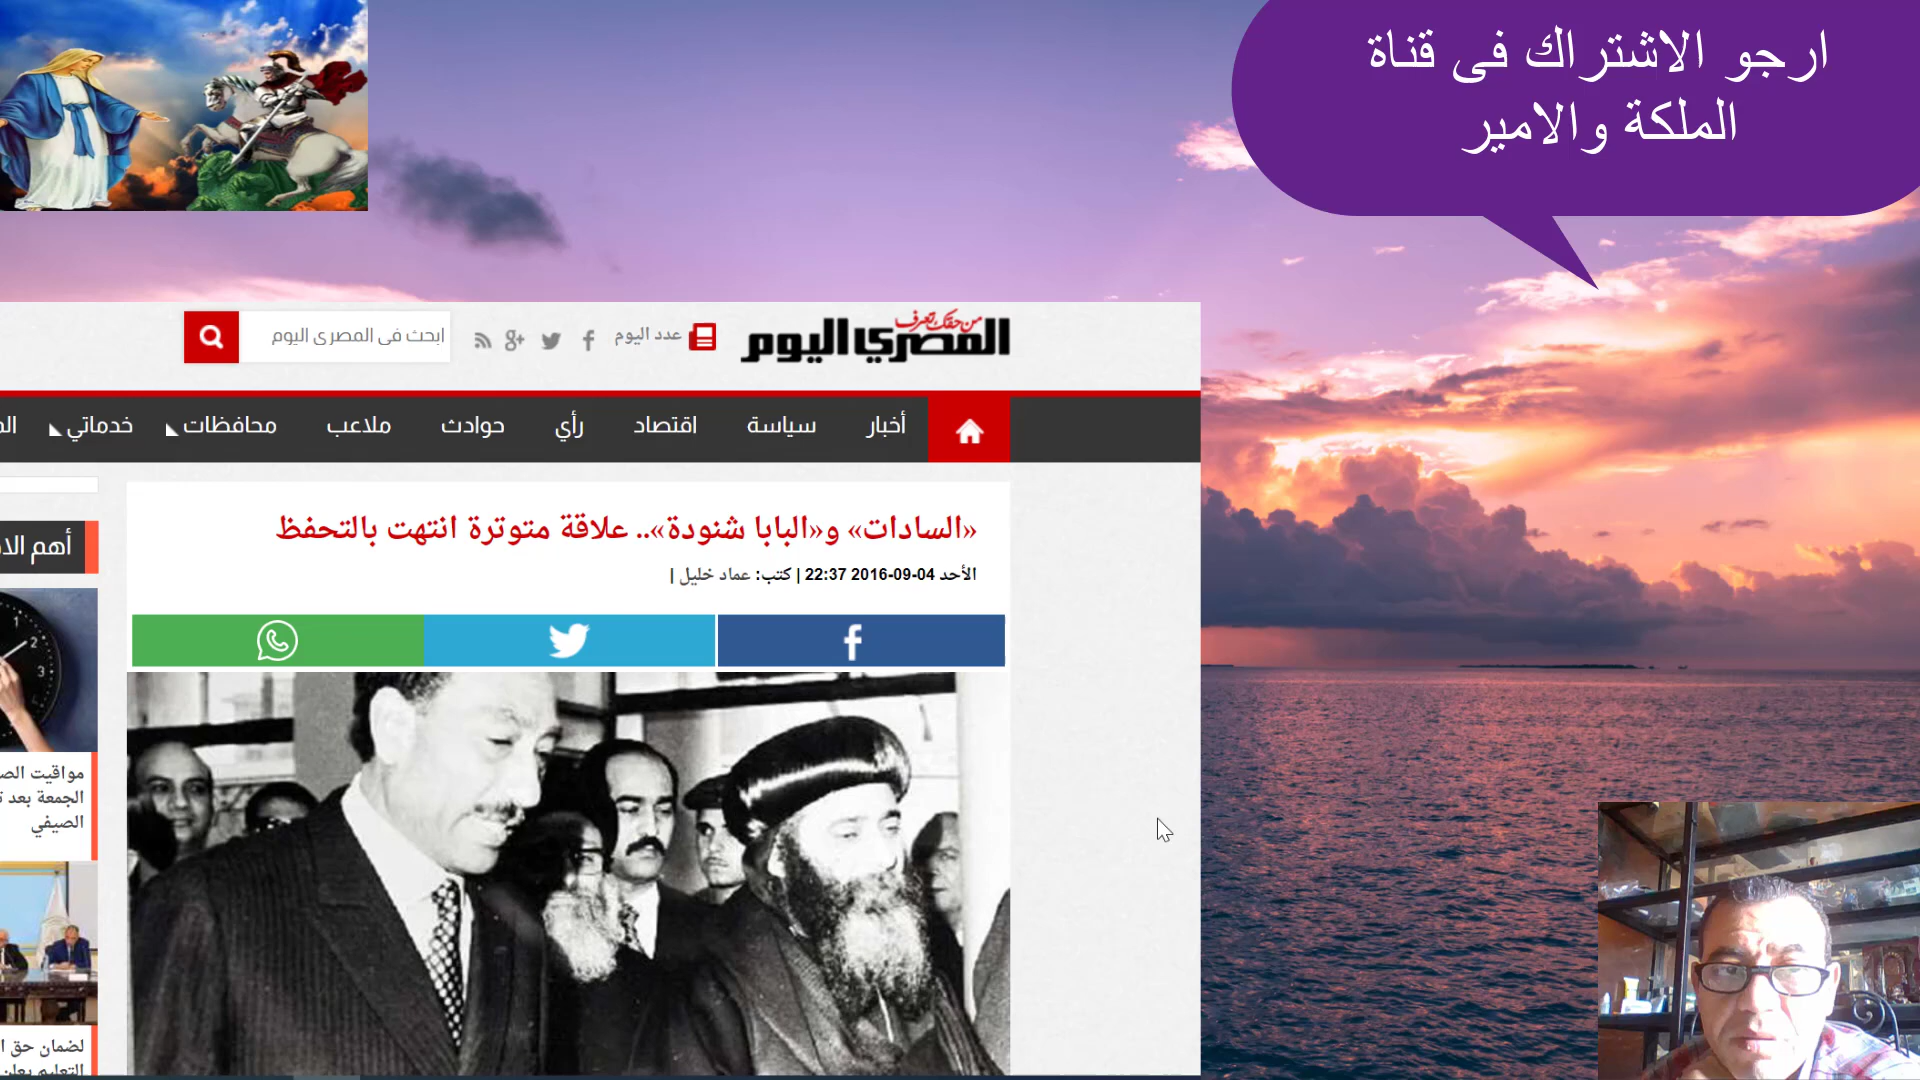 ارجو الاشتراك فى قناة
الملكة والامير
من حقك تعرف
المصري اليوم
عدد اليوم
ابحث فى المصرى اليوم
أخبار
سياسة
اقتصاد
رأي
حوادث
ملاعب
محافظات
خدماتي
«السادات» و«البابا شنودة».. علاقة متوترة انتهت بالتحفظ
الأحد 04-09-2016 22:37 | كتب: عماد خليل |
أهم
مواقيت
الجمعة بعد
الصيفي
لضمان حق